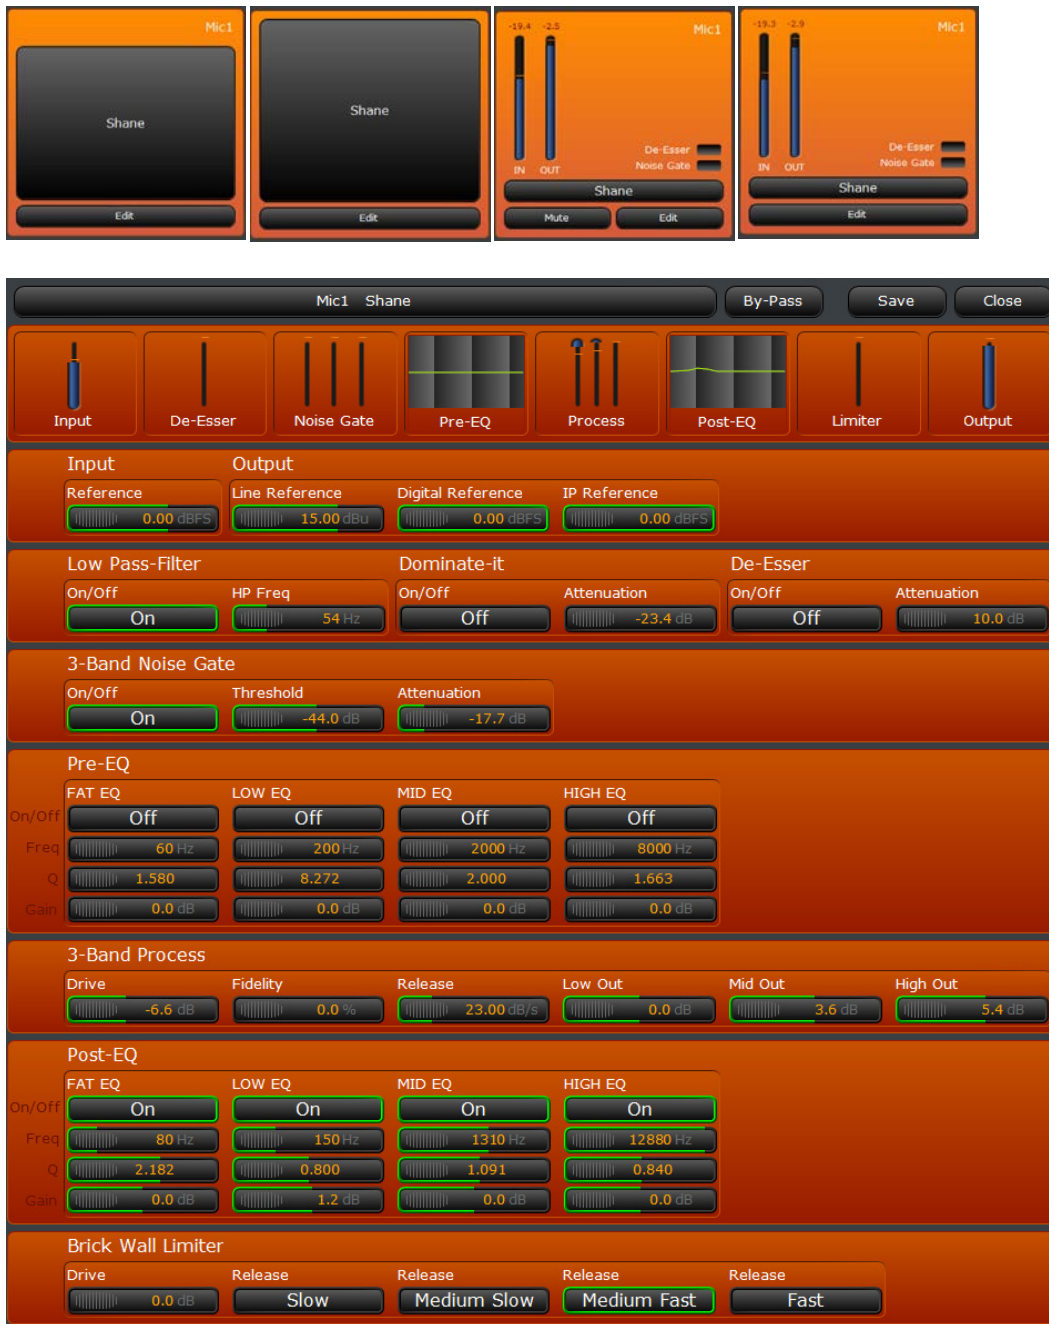 Mic1
Shane
Edit
Shane
Edit
-19.4 -2.5
Mic1
De-Esser
Noise Gate
IN OUT
Shane
Mute Edit
-19.3 -2.9
Mic1
De-Esser
Noise Gate
IN OUT
Shane
Edit
Mic1 Shane By-Pass Save Close
Input De-Esser Noise Gate Pre-EQ Process Post-EQ Limiter Output
Input Output
Reference Line Reference Digital Reference IP Reference
0.00 dBFS 15.00 dBu 0.00 dBFS 0.00 dBFS
Low Pass-Filter Dominate-it De-Esser
On/Off HP Freq On/Off Attenuation On/Off Attenuation
On 54 Hz Off -23.4 dB Off 10.0 dB
3-Band Noise Gate
On/Off Threshold Attenuation
On -44.0 dB -17.7 dB
Pre-EQ
FAT EQ LOW EQ MID EQ HIGH EQ
On/Off Off Off Off Off
Freq 60 Hz 200 Hz 2000 Hz 8000 Hz
Q 1.580 8.272 2.000 1.663
Gain 0.0 dB 0.0 dB 0.0 dB 0.0 dB
3-Band Process
Drive Fidelity Release Low Out Mid Out High Out
-6.6 dB 0.0 % 23.00 dB/s 0.0 dB 3.6 dB 5.4 dB
Post-EQ
FAT EQ LOW EQ MID EQ HIGH EQ
On/Off On On On On
Freq 80 Hz 150 Hz 1310 Hz 12880 Hz
Q 2.182 0.800 1.091 0.840
Gain 0.0 dB 1.2 dB 0.0 dB 0.0 dB
Brick Wall Limiter
Drive Release Release Release Release
0.0 dB Slow Medium Slow Medium Fast Fast